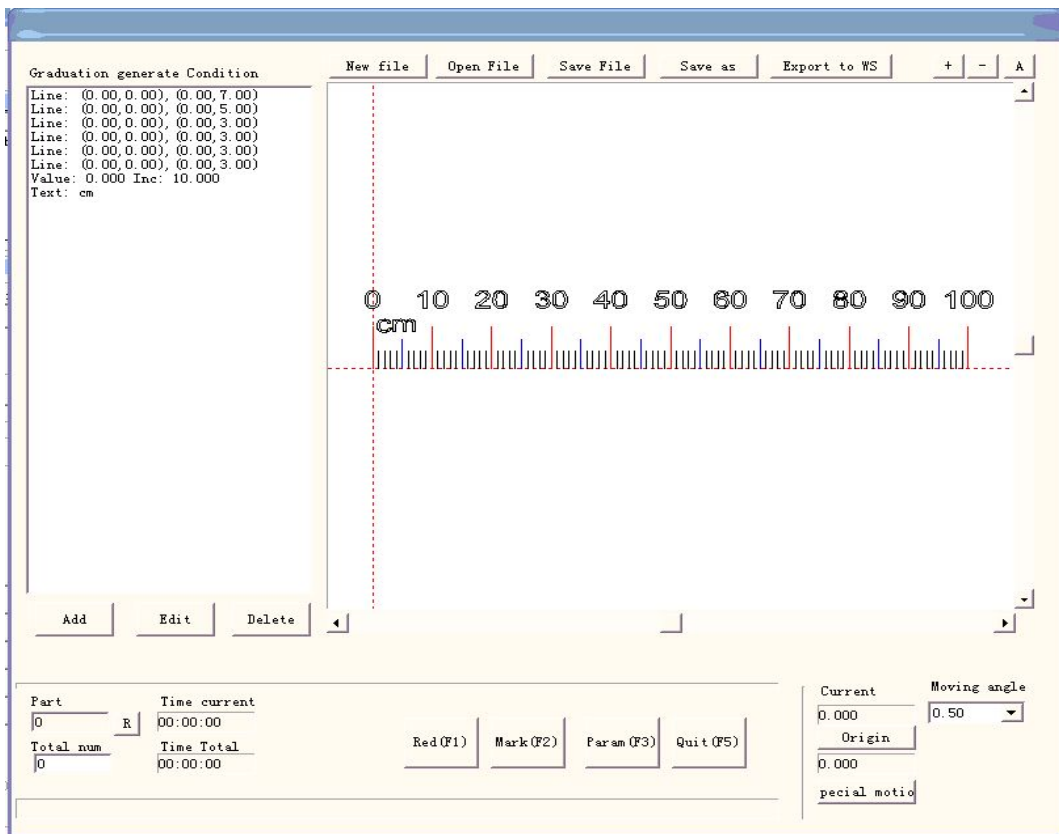 New file Open File Save File Save as Export to WS + - A
Graduation generate Condition
Line: (0.00,0.00), (0.00,7.00)
Line: (0.00,0.00), (0.00,5.00)
Line: (0.00,0.00), (0.00,3.00)
Line: (0.00,0.00), (0.00,3.00)
Line: (0.00,0.00), (0.00,3.00)
Line: (0.00,0.00), (0.00,3.00)
Value: 0.000 Inc: 10.000
Text: cm
0 10 20 30 40 50 60 70 80 90 100
cm
Add Edit Delete
Part Time current
0 R 00:00:00
Total num Time Total
0 00:00:00
Red(F1) Mark(F2) Param(F3) Quit(F5)
Current Moving angle
0.000 0.50
Origin
0.000
pecial motio